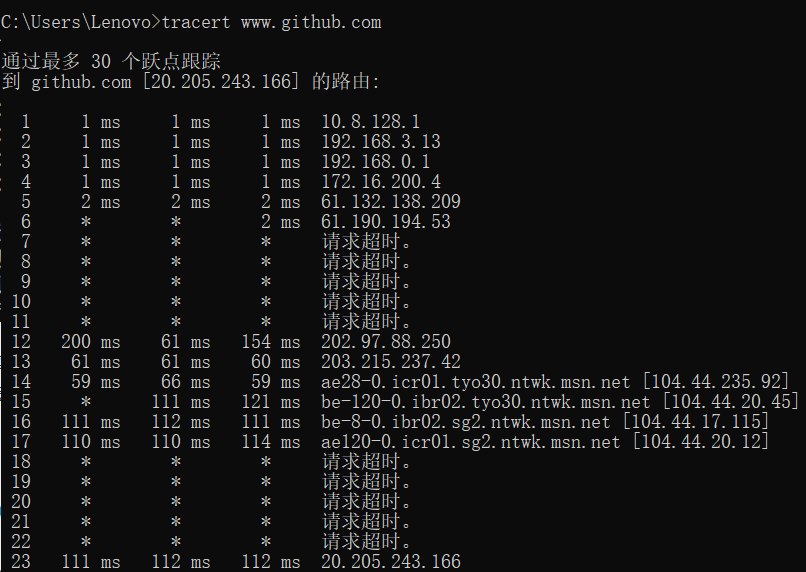 C:\Users\Lenovo>tracert www.github.com
通过最多 30 个跃点跟踪
到 github.com [20.205.243.166] 的路由:
1 1 ms 1 ms 1 ms 10.8.128.1
2 1 ms 1 ms 1 ms 192.168.3.13
3 1 ms 1 ms 1 ms 192.168.0.1
4 1 ms 1 ms 1 ms 172.16.200.4
5 2 ms 2 ms 2 ms 61.132.138.209
6 * * 2 ms 61.190.194.53
7 * * * 请求超时。
8 * * * 请求超时。
9 * * * 请求超时。
10 * * * 请求超时。
11 * * * 请求超时。
12 200 ms 61 ms 154 ms 202.97.88.250
13 61 ms 61 ms 60 ms 203.215.237.42
14 59 ms 66 ms 59 ms ae28-0.icr01.tyo30.ntwk.msn.net [104.44.235.92]
15 * 111 ms 121 ms be-120-0.ibr02.tyo30.ntwk.msn.net [104.44.20.45]
16 111 ms 112 ms 111 ms be-8-0.ibr02.sg2.ntwk.msn.net [104.44.17.115]
17 110 ms 110 ms 114 ms ae120-0.icr01.sg2.ntwk.msn.net [104.44.20.12]
18 * * * 请求超时。
19 * * * 请求超时。
20 * * * 请求超时。
21 * * * 请求超时。
22 * * * 请求超时。
23 111 ms 112 ms 112 ms 20.205.243.166